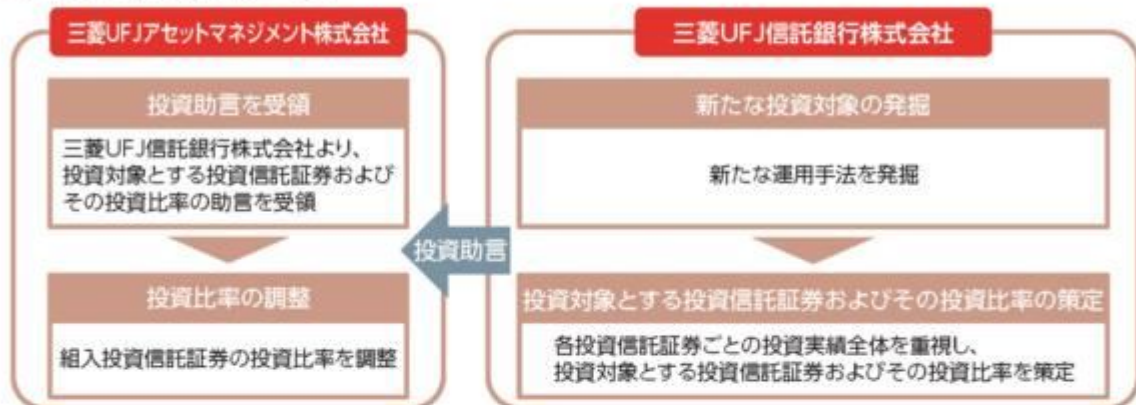 三菱UFJアセットマネジメント株式会社
投資助言を受領
三菱UFJ信託銀行株式会社より、
投資対象とする投資信託証券および
その投資比率の助言を受領
投資比率の調整
組入投資信託証券の投資比率を調整
投資助言
三菱UFJ信託銀行株式会社
新たな投資対象の発掘
新たな運用手法を発掘
投資対象とする投資信託証券およびその投資比率の策定
各投資信託証券ごとの投資実績全体を重視し、
投資対象とする投資信託証券およびその投資比率を策定